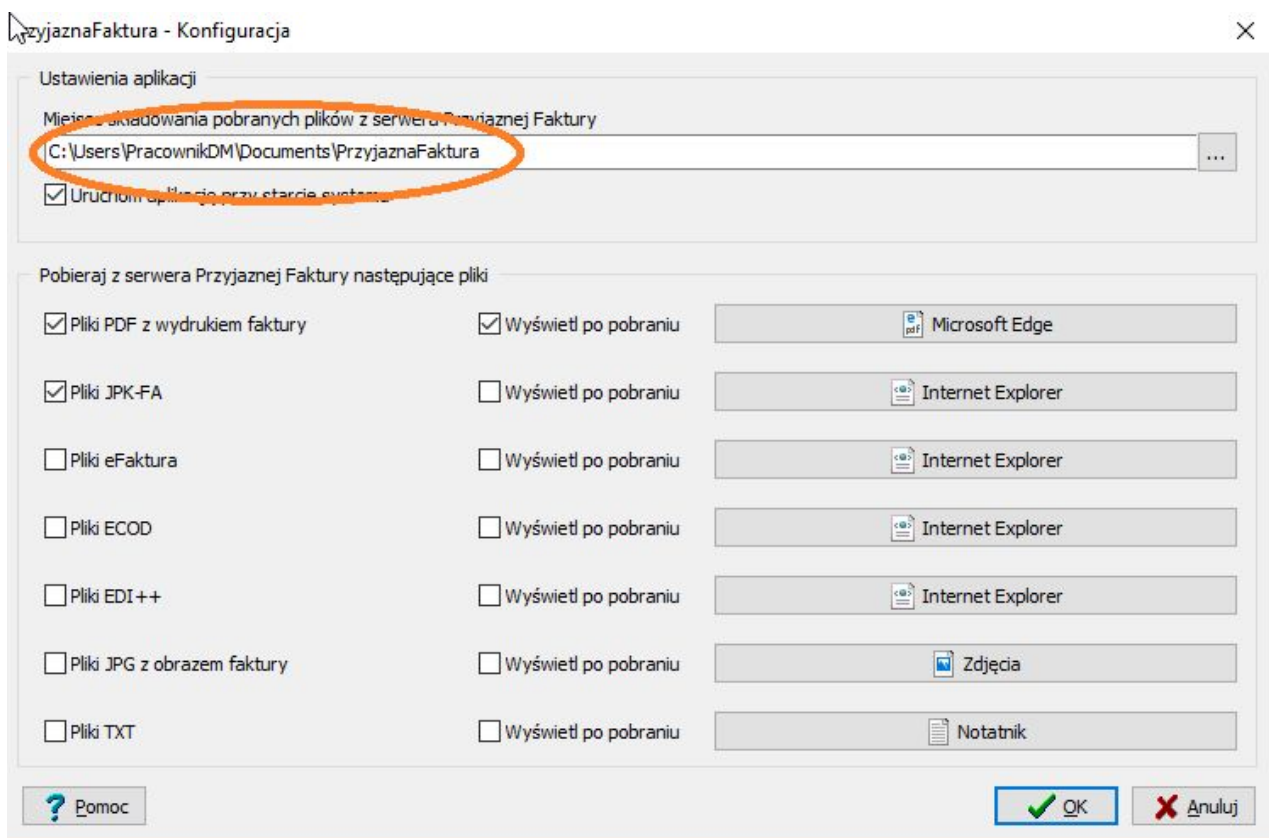 PrzyjaznaFaktura - Konfiguracja
Ustawienia aplikacji
Miejsce składowania pobranych plików z serwera Przyjaznej Faktury
C:\Users\PracownikDM\Documents\PrzyjaznaFaktura
...
Uruchom aplikację przy starcie systemu
Pobieraj z serwera Przyjaznej Faktury następujące pliki
Pliki PDF z wydrukiem faktury Wyświetl po pobraniu Microsoft Edge
Pliki JPK-FA Wyświetl po pobraniu Internet Explorer
Pliki eFaktura Wyświetl po pobraniu Internet Explorer
Pliki ECOD Wyświetl po pobraniu Internet Explorer
Pliki EDI++ Wyświetl po pobraniu Internet Explorer
Pliki JPG z obrazem faktury Wyświetl po pobraniu Zdjęcia
Pliki TXT Wyświetl po pobraniu Notatnik
Pomoc OK Anuluj